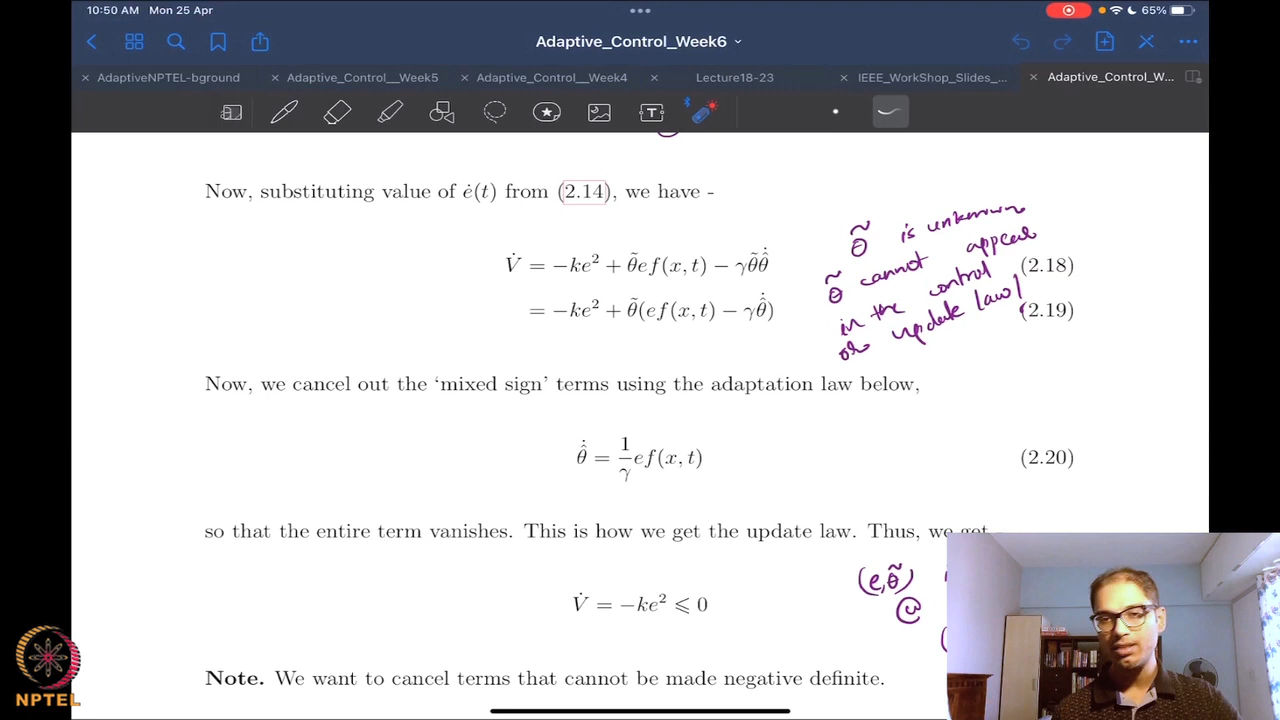 10:50 AM Mon 25 Apr
65%
Adaptive_Control_Week6
AdaptiveNPTEL-bground
Adaptive_Control__Week5
Adaptive_Control__Week4
Lecture18-23
IEEE_WorkShop_Slides_...
Adaptive_Control_W...
Now, substituting value of ė(t) from (2.14), we have -
θ̃ is unknown
V̇ = −ke² + θ̃ef(x, t) − γθ̃θ̂̇ (2.18)
θ̃ cannot appear
in the control
= −ke² + θ̃(ef(x, t) − γθ̂̇) (2.19)
or update law!
Now, we cancel out the ‘mixed sign’ terms using the adaptation law below,
θ̂̇ = 1/γ ef(x, t) (2.20)
so that the entire term vanishes. This is how we get the update law. Thus, we get
(e, θ̃)
V̇ = −ke² ⩽ 0
Note. We want to cancel terms that cannot be made negative definite.
NPTEL